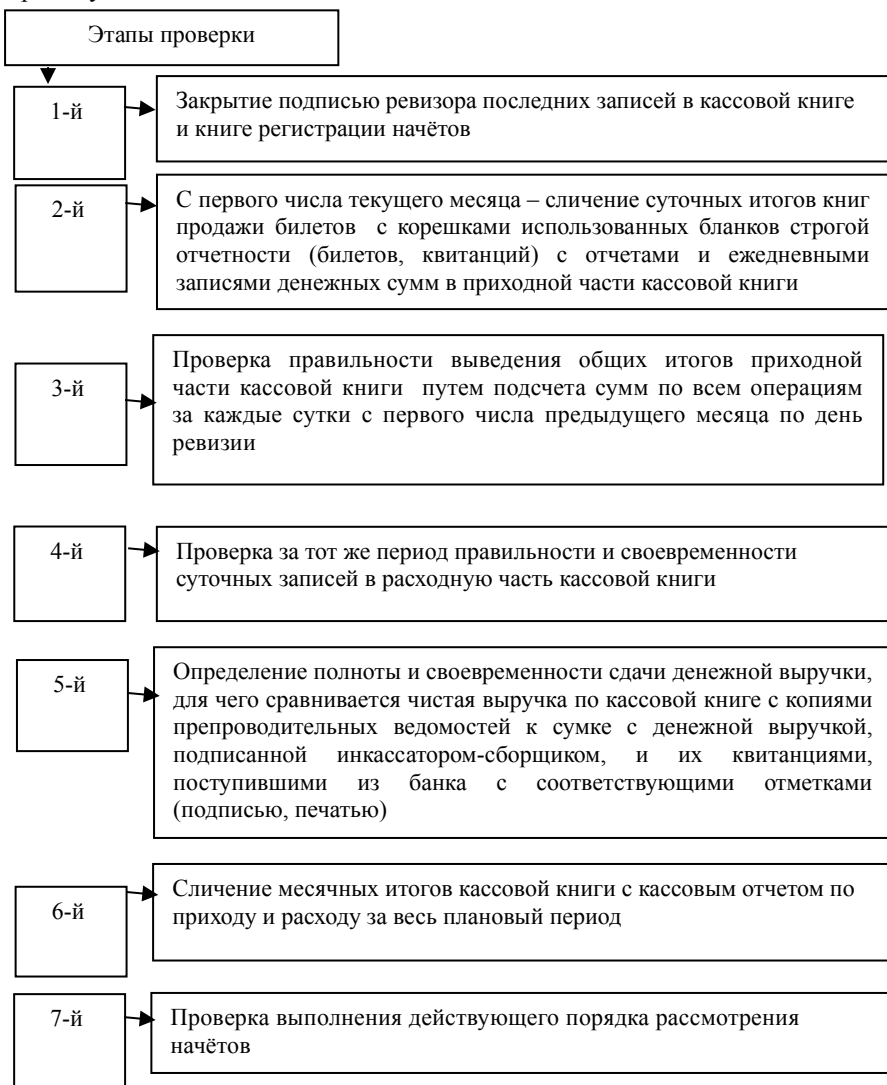 Этапы проверки
1-й
Закрытие подписью ревизора последних записей в кассовой книге
и книге регистрации начётов
2-й
С первого числа текущего месяца – сличение суточных итогов книг
продажи билетов с корешками использованных бланков строгой
отчетности (билетов, квитанций) с отчетами и ежедневными
записями денежных сумм в приходной части кассовой книги
3-й
Проверка правильности выведения общих итогов приходной
части кассовой книги путем подсчета сумм по всем операциям
за каждые сутки с первого числа предыдущего месяца по день
ревизии
4-й
Проверка за тот же период правильности и своевременности
суточных записей в расходную часть кассовой книги
5-й
Определение полноты и своевременности сдачи денежной выручки,
для чего сравнивается чистая выручка по кассовой книге с копиями
препроводительных ведомостей к сумке с денежной выручкой,
подписанной инкассатором-сборщиком, и их квитанциями,
поступившими из банка с соответствующими отметками
(подписью, печатью)
6-й
Сличение месячных итогов кассовой книги с кассовым отчетом по
приходу и расходу за весь плановый период
7-й
Проверка выполнения действующего порядка рассмотрения
начётов